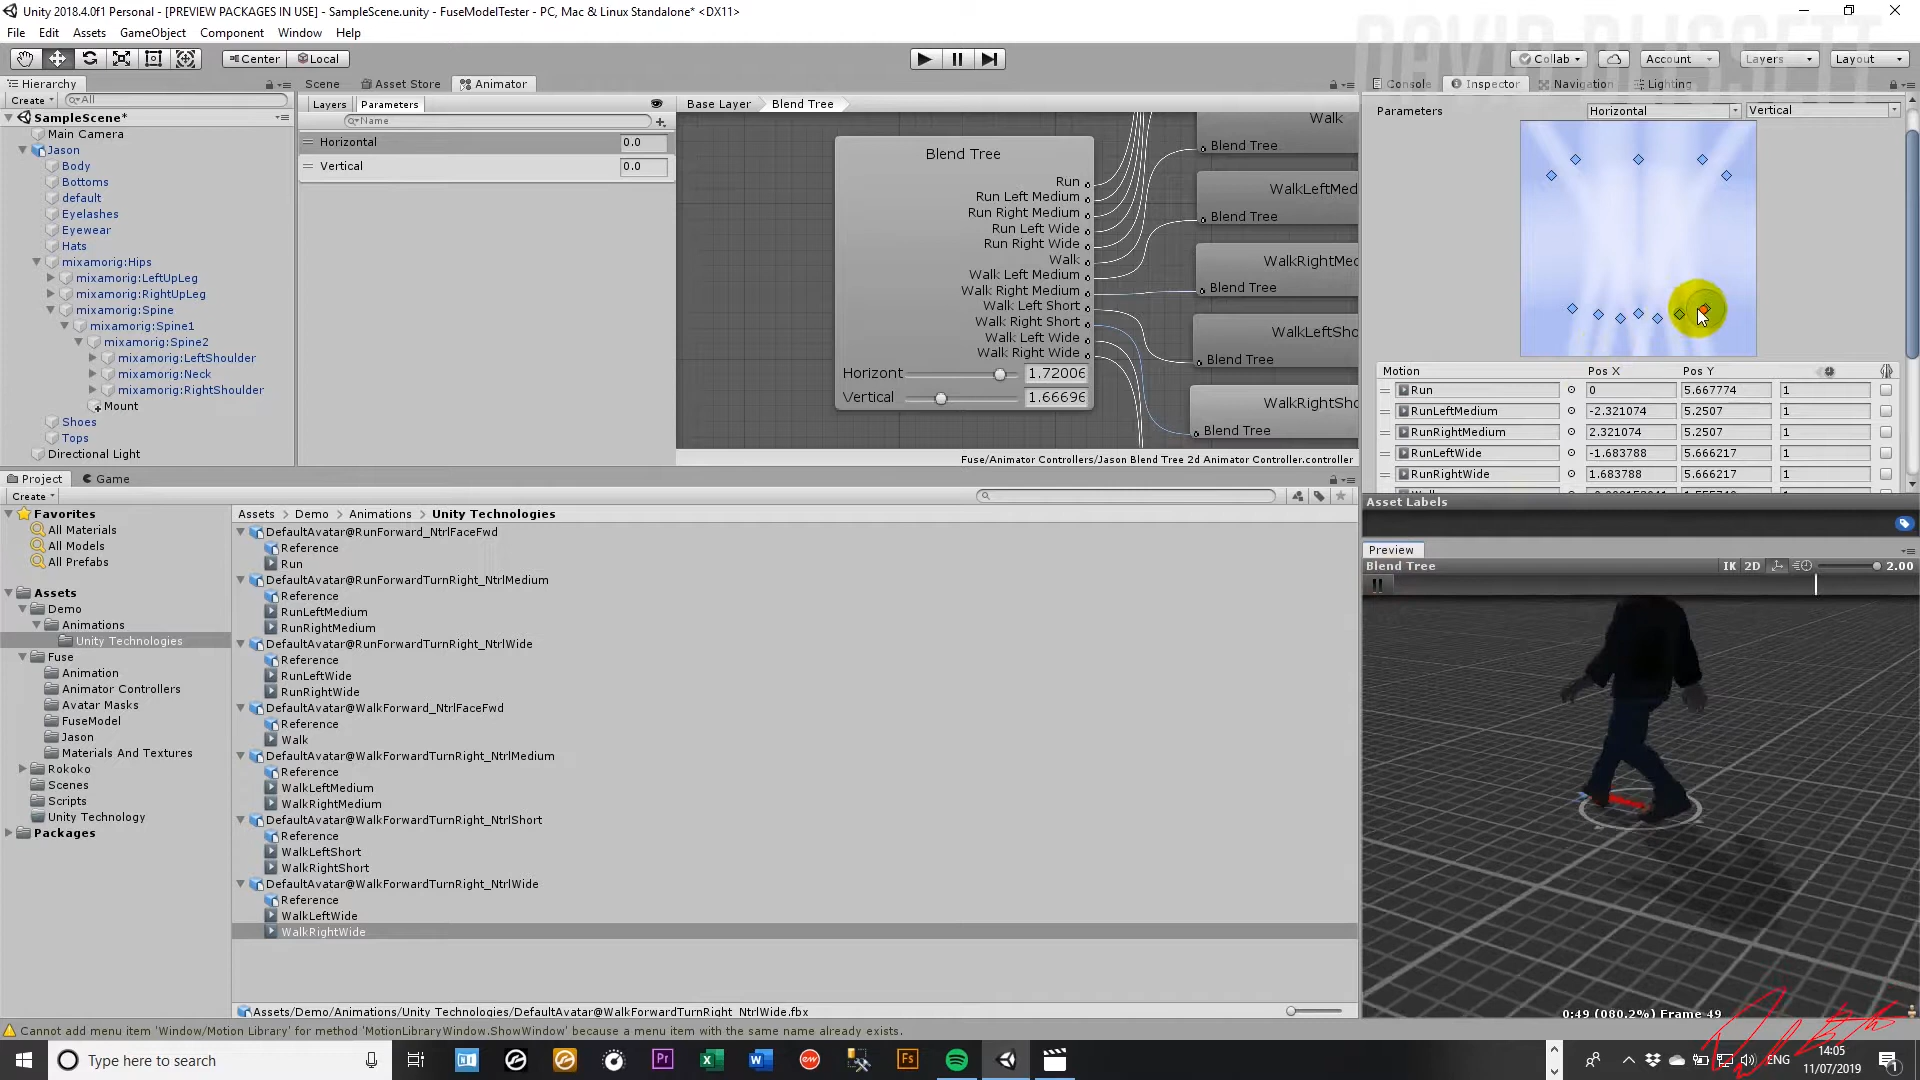 Unity 2018.4.0f1 Personal - [PREVIEW PACKAGES IN USE] - SampleScene.unity - FuseModelTester - PC, Mac & Linux Standalone* <DX11>
File Edit Assets GameObject Component Window Help
Center Local
Collab Account Layers Layout
Hierarchy
Create All
SampleScene*
Main Camera
Jason
Body
Bottoms
default
Eyelashes
Eyewear
Hats
mixamorig:Hips
mixamorig:LeftUpLeg
mixamorig:RightUpLeg
mixamorig:Spine
mixamorig:Spine1
mixamorig:Spine2
mixamorig:LeftShoulder
mixamorig:Neck
mixamorig:RightShoulder
Mount
Shoes
Tops
Directional Light
Scene Asset Store Animator
Layers Parameters
Name
Horizontal 0.0
Vertical 0.0
Base Layer Blend Tree
Blend Tree
Run
Run Left Medium
Run Right Medium
Run Left Wide
Run Right Wide
Walk
Walk Left Medium
Walk Right Medium
Walk Left Short
Walk Right Short
Walk Left Wide
Walk Right Wide
Horizont 1.72006
Vertical 1.66696
Walk
Blend Tree
WalkLeftMed
Blend Tree
WalkRightMed
Blend Tree
WalkLeftSho
Blend Tree
WalkRightSho
Blend Tree
Fuse/Animator Controllers/Jason Blend Tree 2d Animator Controller.controller
Console Inspector Navigation Lighting
Parameters Horizontal Vertical
Motion Pos X Pos Y
Run 0 5.667774 1
RunLeftMedium -2.321074 5.2507 1
RunRightMedium 2.321074 5.2507 1
RunLeftWide -1.683788 5.666217 1
RunRightWide 1.683788 5.666217 1
Asset Labels
Preview
Blend Tree IK 2D 2.00
0:49 (080.2%) Frame 49
Project Game
Create
Favorites
All Materials
All Models
All Prefabs
Assets
Demo
Animations
Unity Technologies
Fuse
Animation
Animator Controllers
Avatar Masks
FuseModel
Jason
Materials And Textures
Rokoko
Scenes
Scripts
Unity Technology
Packages
Assets Demo Animations Unity Technologies
DefaultAvatar@RunForward_NtrlFaceFwd
Reference
Run
DefaultAvatar@RunForwardTurnRight_NtrlMedium
Reference
RunLeftMedium
RunRightMedium
DefaultAvatar@RunForwardTurnRight_NtrlWide
Reference
RunLeftWide
RunRightWide
DefaultAvatar@WalkForward_NtrlFaceFwd
Reference
Walk
DefaultAvatar@WalkForwardTurnRight_NtrlMedium
Reference
WalkLeftMedium
WalkRightMedium
DefaultAvatar@WalkForwardTurnRight_NtrlShort
Reference
WalkLeftShort
WalkRightShort
DefaultAvatar@WalkForwardTurnRight_NtrlWide
Reference
WalkLeftWide
WalkRightWide
Assets/Demo/Animations/Unity Technologies/DefaultAvatar@WalkForwardTurnRight_NtrlWide.fbx
Cannot add menu item 'Window/Motion Library' for method 'MotionLibraryWindow.ShowWindow' because a menu item with the same name already exists.
Type here to search
ENG
14:05
11/07/2019